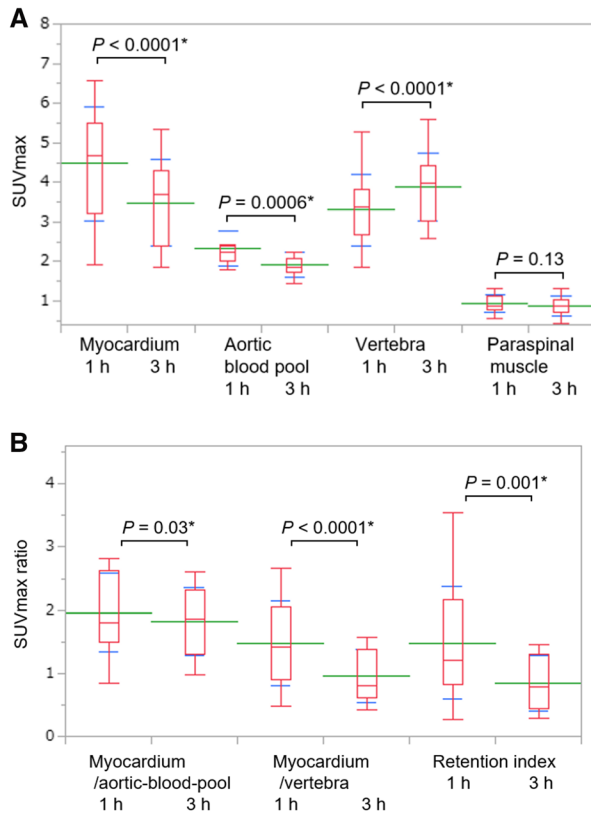 A
8
7
6
5
4
3
2
1
SUVmax
P < 0.0001*
P = 0.0006*
P < 0.0001*
P = 0.13
Myocardium
1 h 3 h
Aortic
blood pool
1 h 3 h
Vertebra
1 h 3 h
Paraspinal
muscle
1 h 3 h
B
4
3
2
1
0
SUVmax ratio
P = 0.03*
P < 0.0001*
P = 0.001*
Myocardium
/aortic-blood-pool
1 h 3 h
Myocardium
/vertebra
1 h 3 h
Retention index
1 h 3 h